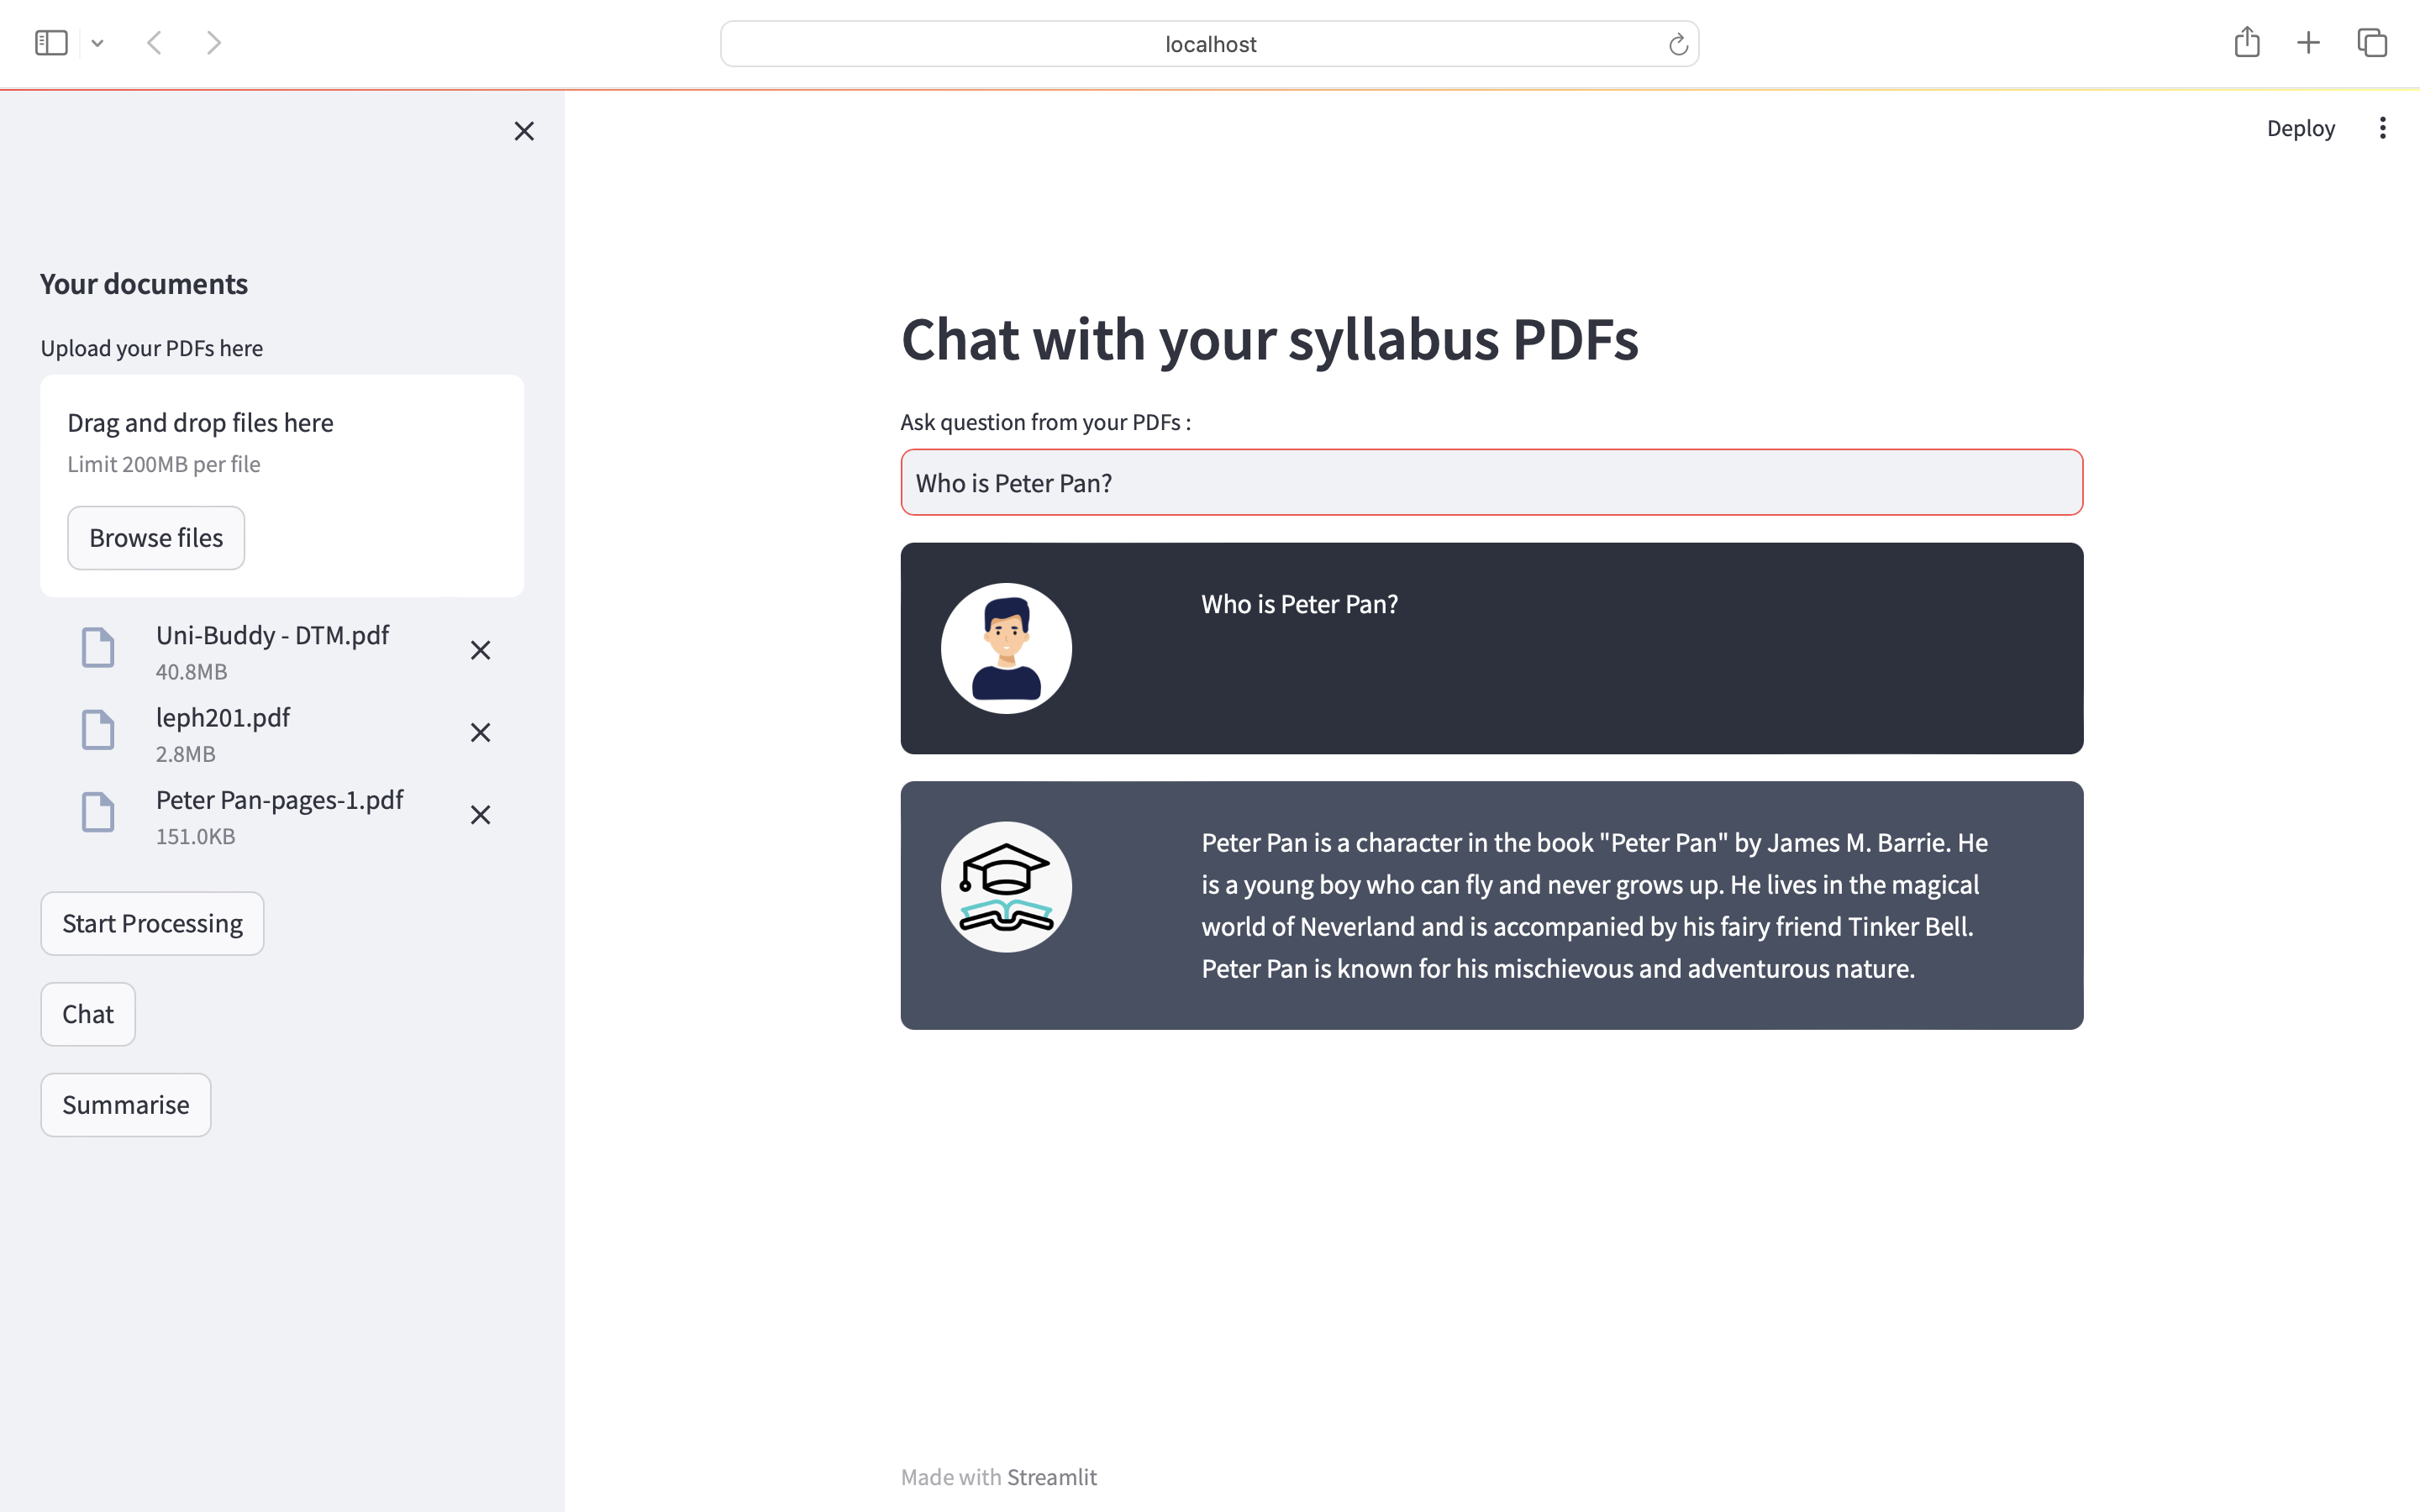 localhost
Deploy
Your documents
Upload your PDFs here
Drag and drop files here
Limit 200MB per file
Browse files
Uni-Buddy - DTM.pdf
40.8MB
leph201.pdf
2.8MB
Peter Pan-pages-1.pdf
151.0KB
Start Processing
Chat
Summarise
Chat with your syllabus PDFs
Ask question from your PDFs :
Who is Peter Pan?
Who is Peter Pan?
Peter Pan is a character in the book "Peter Pan" by James M. Barrie. He
is a young boy who can fly and never grows up. He lives in the magical
world of Neverland and is accompanied by his fairy friend Tinker Bell.
Peter Pan is known for his mischievous and adventurous nature.
Made with Streamlit